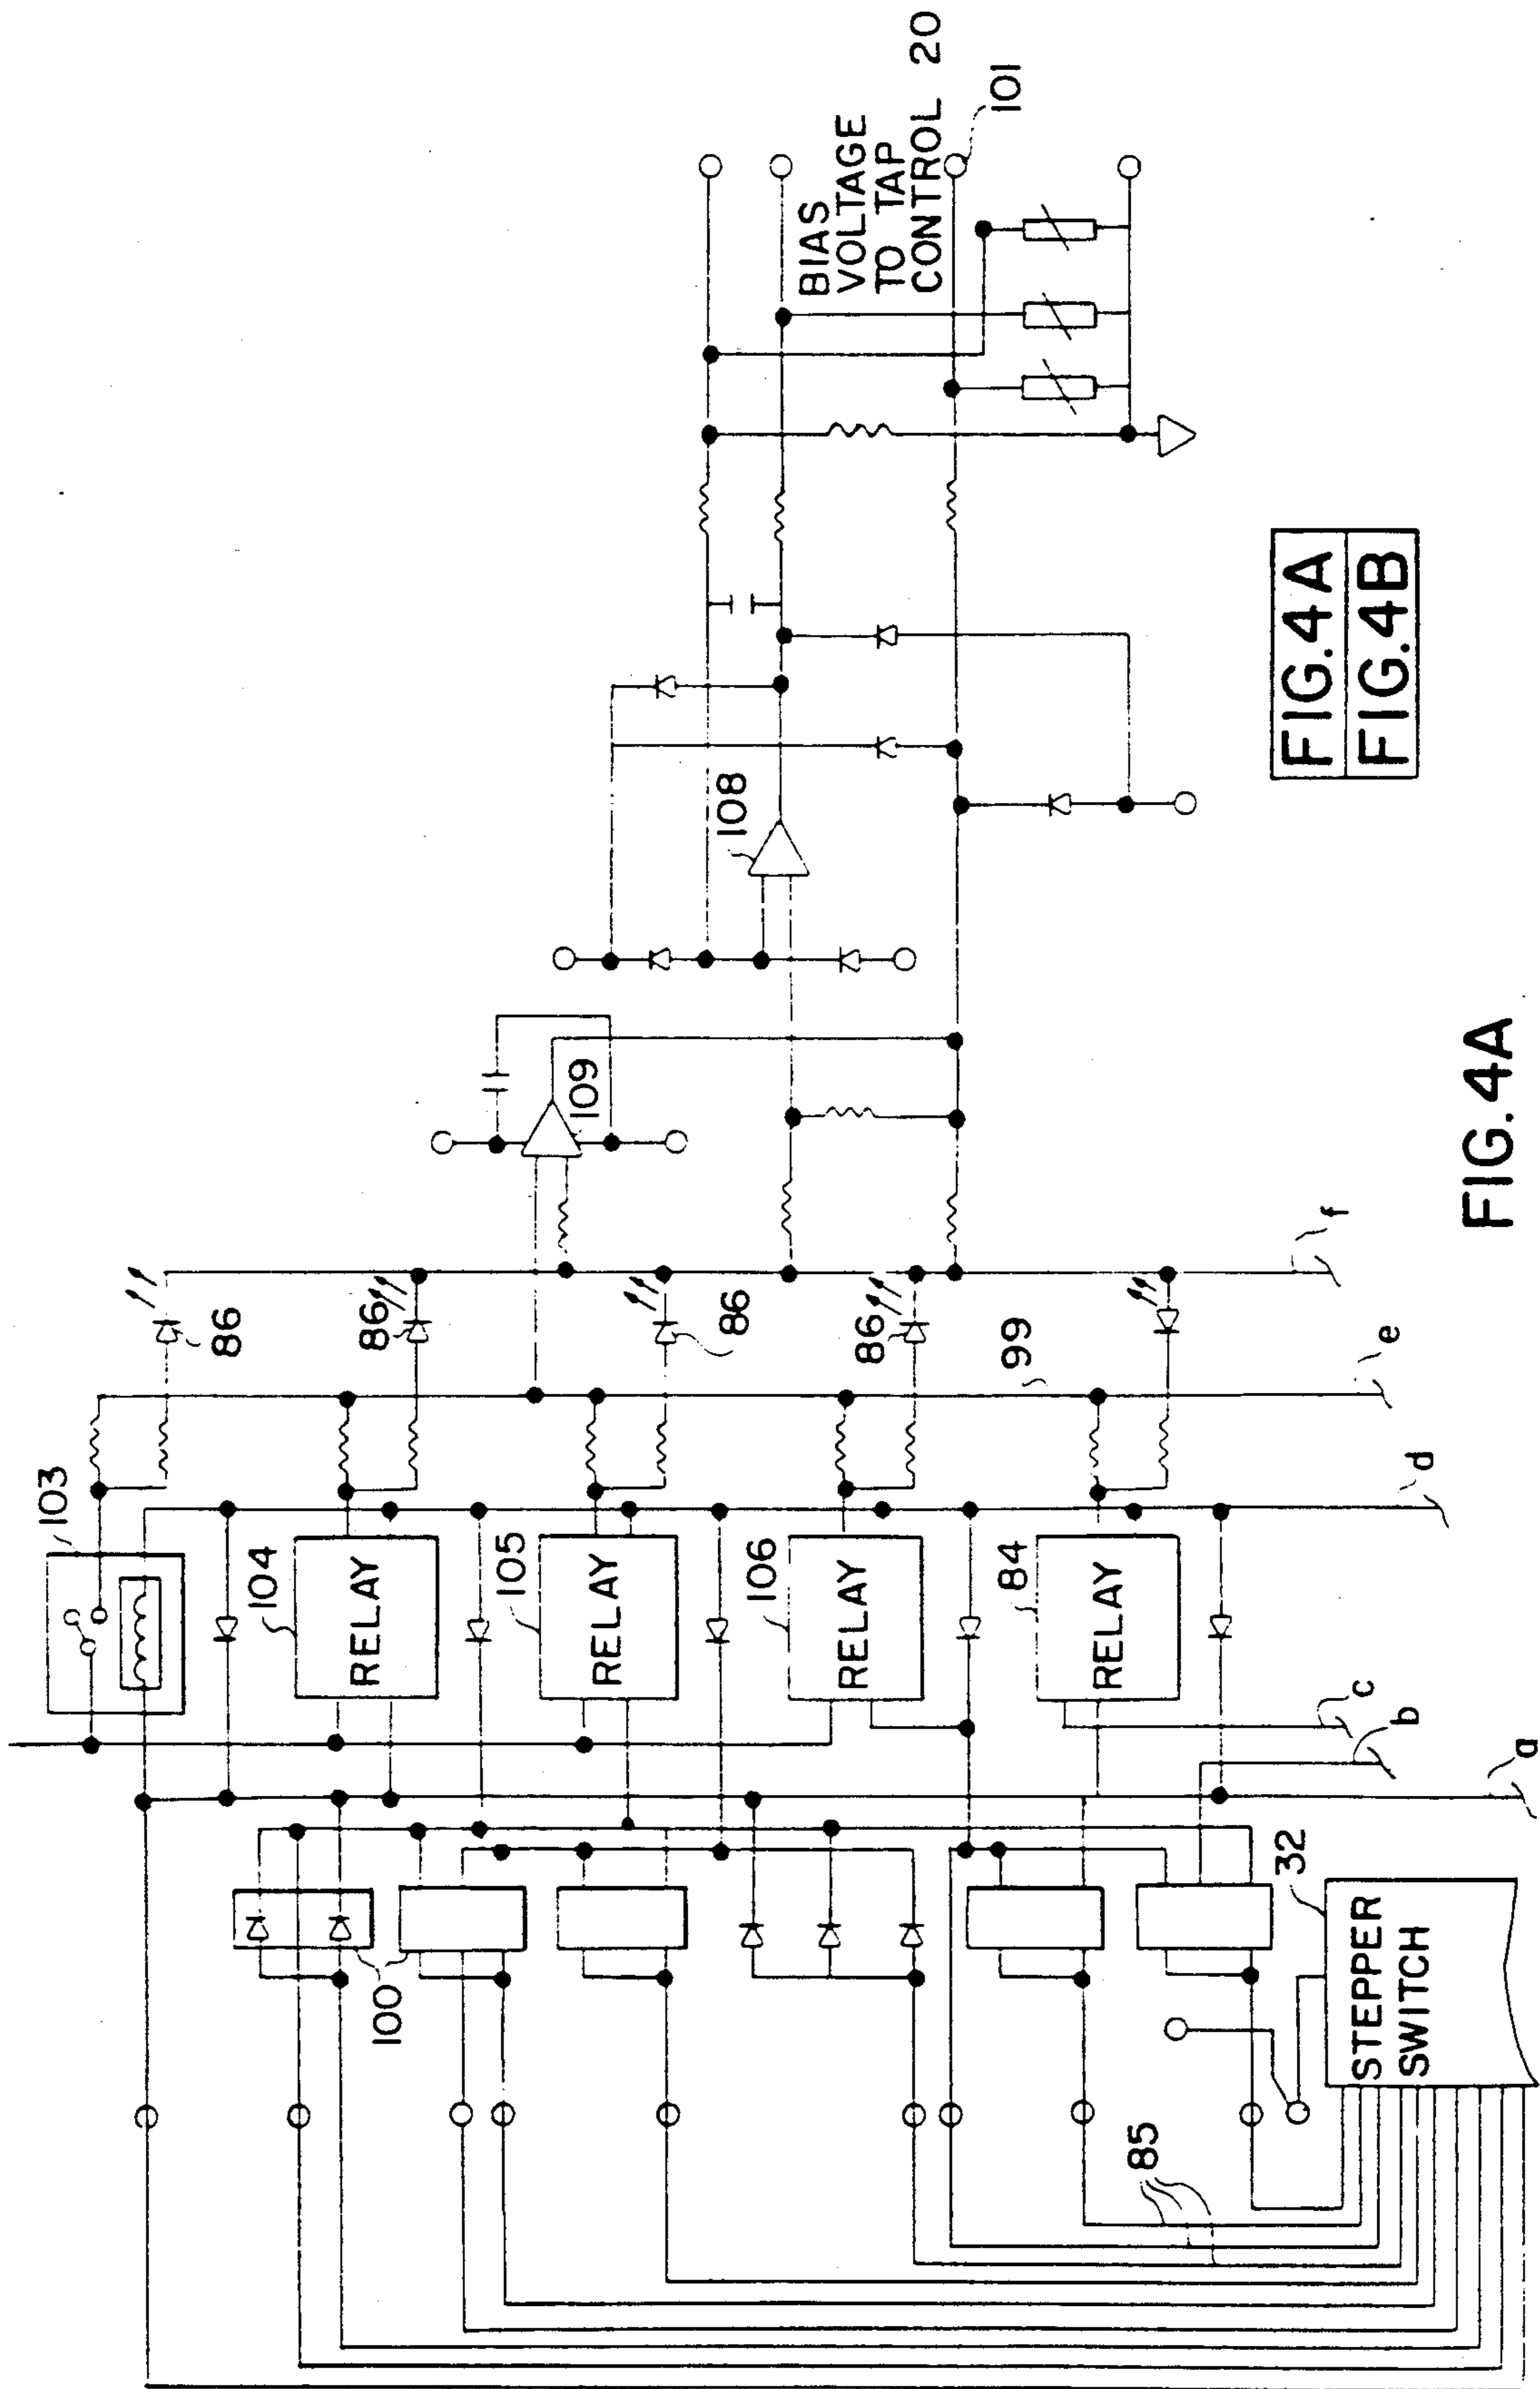 103
86
104
RELAY
86
105
RELAY
86
106
RELAY
86
84
RELAY
99
109
108
BIAS
VOLTAGE
TO TAP
CONTROL 20
101
100
85
32
STEPPER
SWITCH
a
b
c
d
e
f
FIG.4A
FIG.4B
FIG.4A